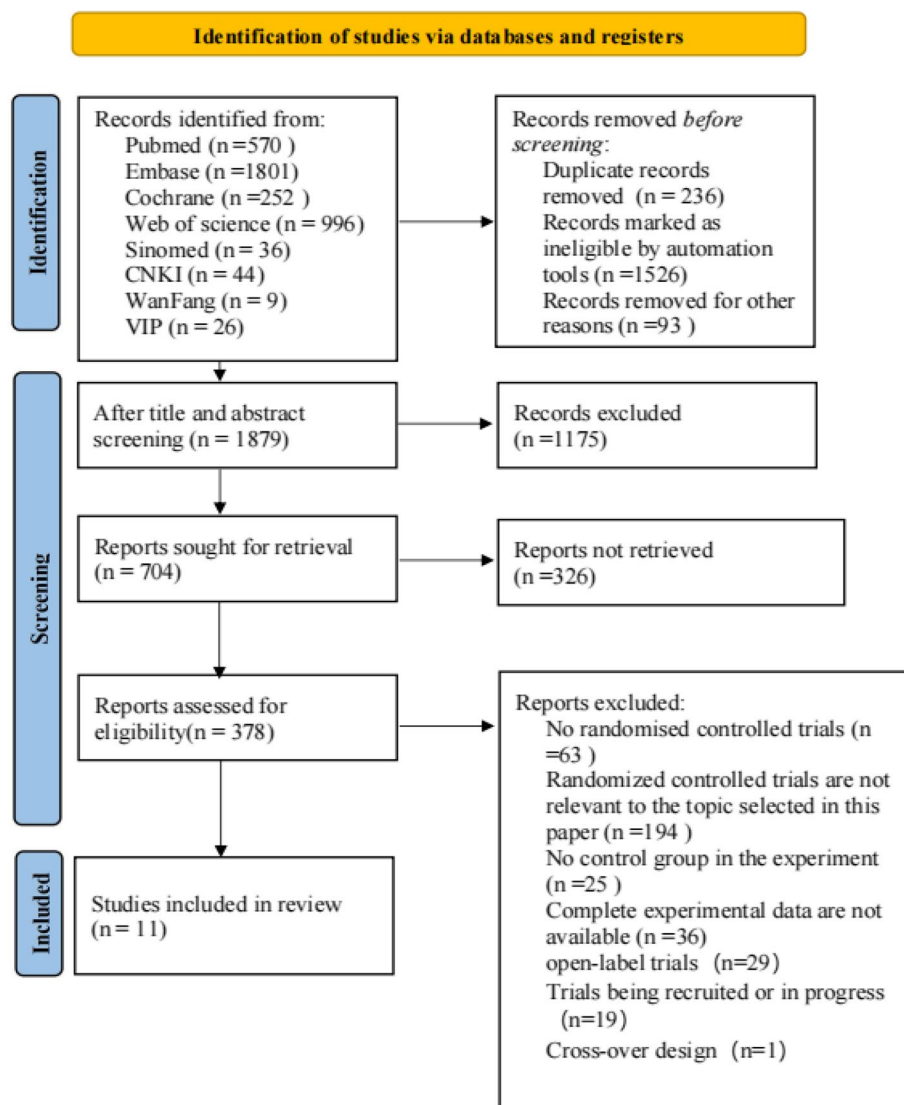 Identification of studies via databases and registers
Identification
Records identified from:
Pubmed (n =570 )
Embase (n =1801)
Cochrane (n =252 )
Web of science (n = 996)
Sinomed (n = 36)
CNKI (n = 44)
WanFang (n = 9)
VIP (n = 26)
Records removed before
screening:
Duplicate records
removed (n = 236)
Records marked as
ineligible by automation
tools (n =1526)
Records removed for other
reasons (n =93 )
Screening
After title and abstract
screening (n = 1879)
Records excluded
(n =1175)
Reports sought for retrieval
(n = 704)
Reports not retrieved
(n =326)
Reports assessed for
eligibility(n = 378)
Reports excluded:
No randomised controlled trials (n
=63 )
Randomized controlled trials are not
relevant to the topic selected in this
paper (n =194 )
No control group in the experiment
(n =25 )
Complete experimental data are not
available (n =36)
open-label trials (n=29)
Trials being recruited or in progress
(n=19)
Cross-over design (n=1)
Included
Studies included in review
(n = 11)